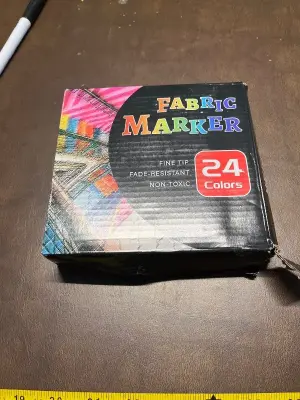 FABRIC
MARKER
FINE TIP
FADE-RESISTANT
NON-TOXIC
24
Colors